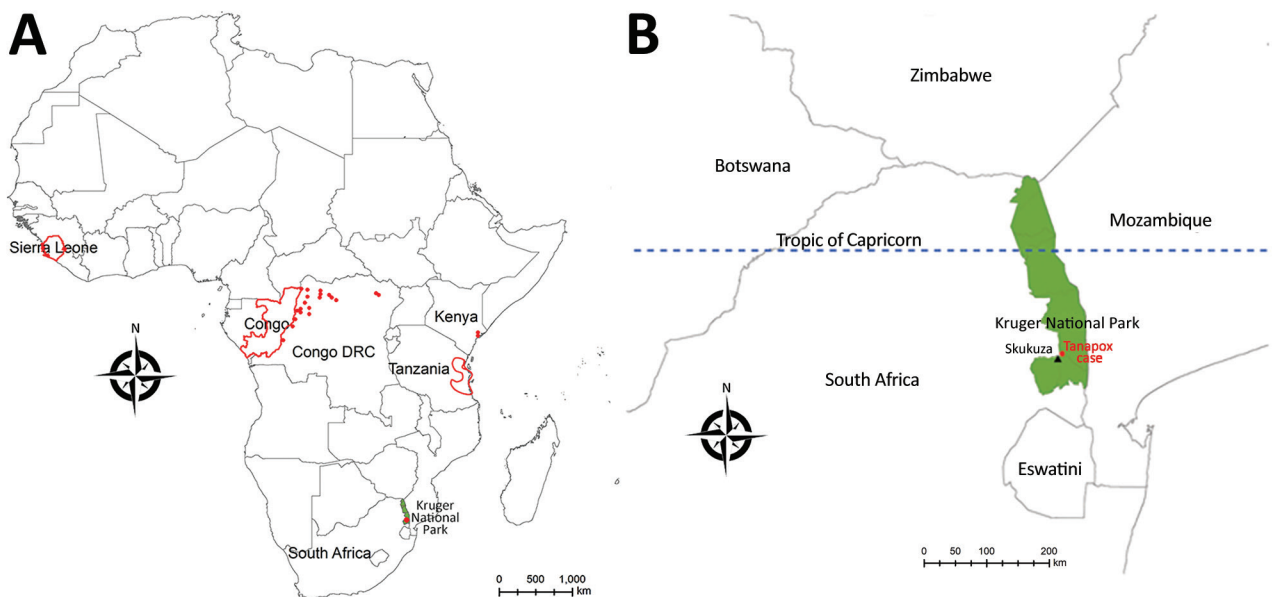 A
Sierra Leone
Congo
Congo DRC
Kenya
Tanzania
N
Kruger
National
Park
South Africa
0 500 1,000
km
B
Zimbabwe
Botswana
Mozambique
Tropic of Capricorn
Kruger National Park
Skukuza
Tanapox
case
South Africa
N
Eswatini
0 50 100 200
km